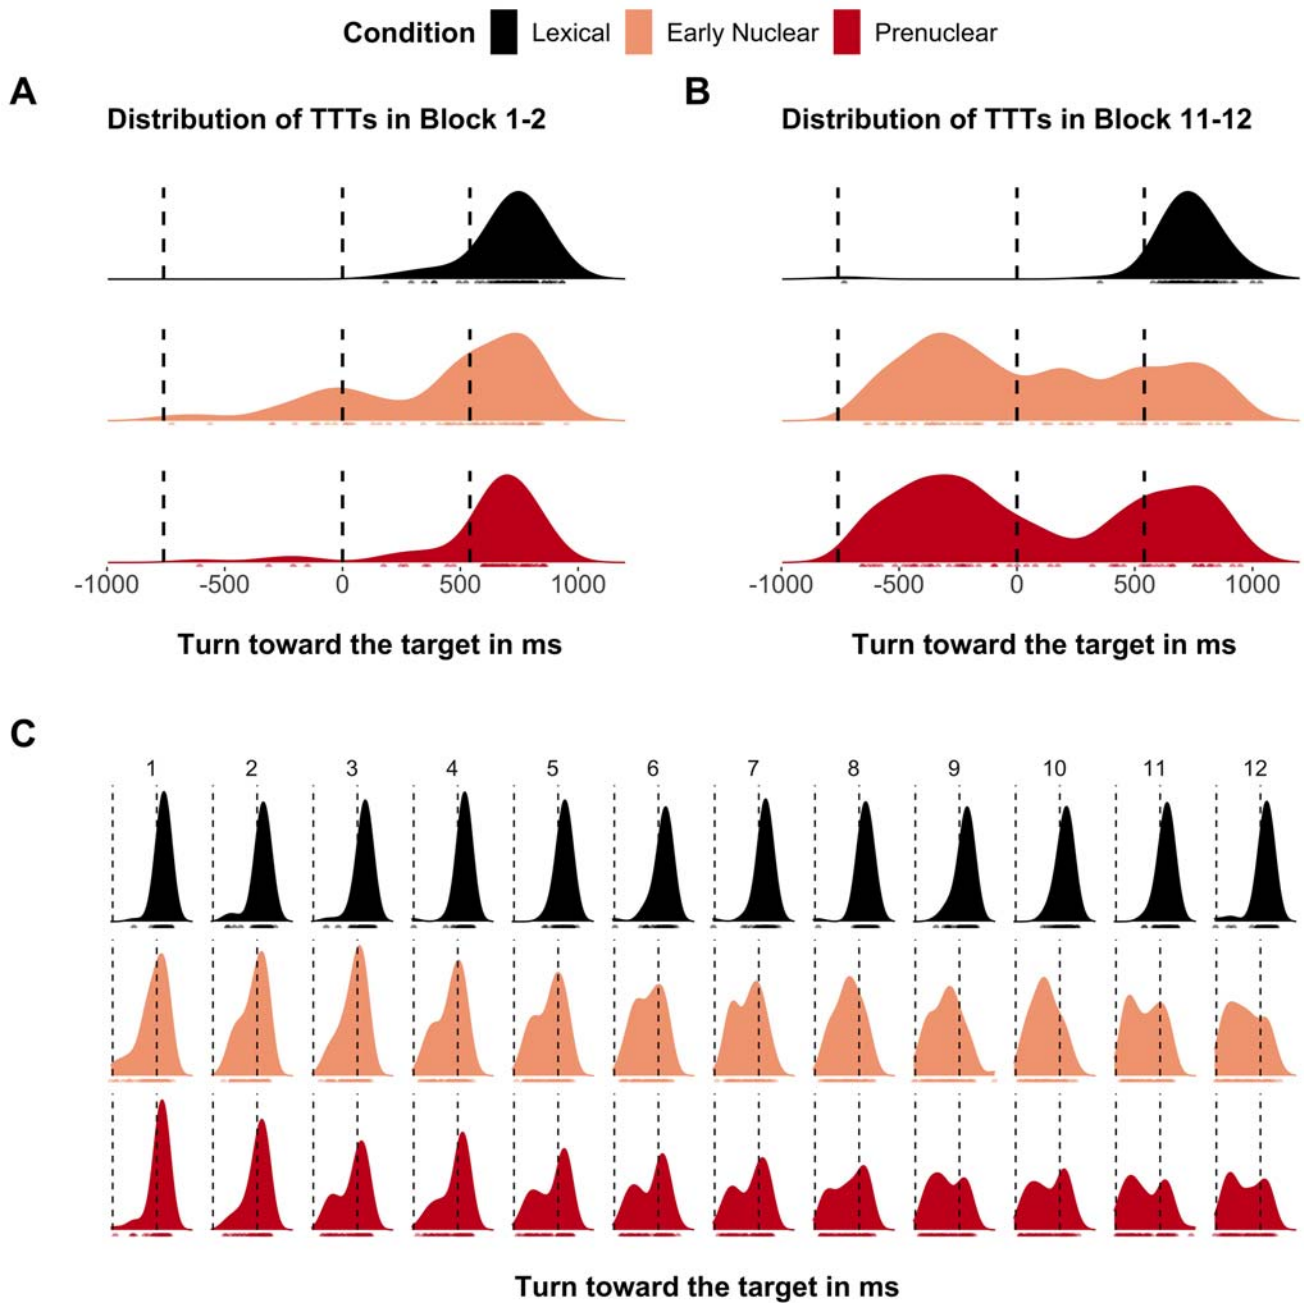 Condition Lexical Early Nuclear Prenuclear
A B
Distribution of TTTs in Block 1-2 Distribution of TTTs in Block 11-12
-1000 -500 0 500 1000 -1000 -500 0 500 1000
Turn toward the target in ms Turn toward the target in ms
C
1 2 3 4 5 6 7 8 9 10 11 12
Turn toward the target in ms